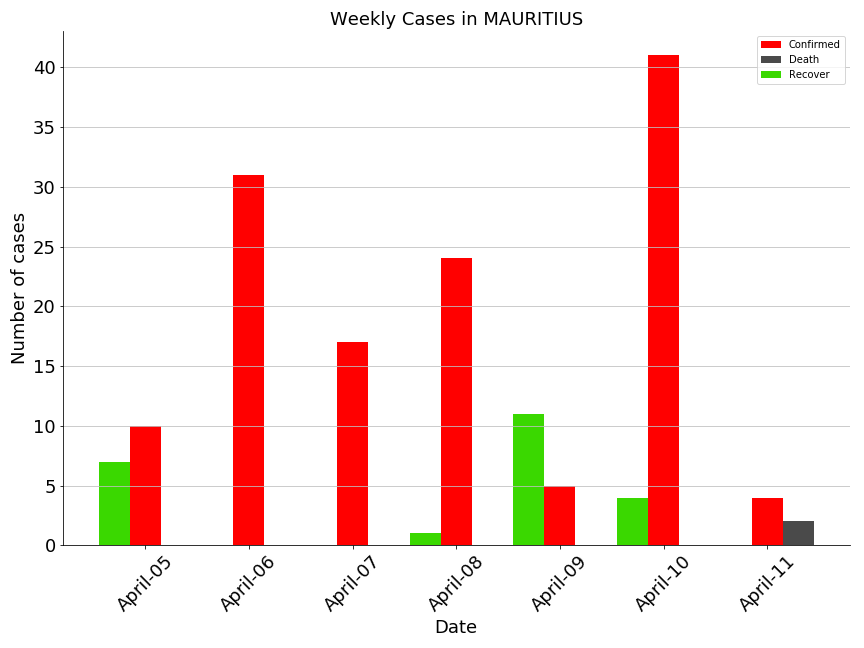 Weekly Cases in MAURITIUS
Confirmed
Death
Recover
Number of cases
40
35
30
25
20
15
10
5
0
April-05
April-06
April-07
April-08
April-09
April-10
April-11
Date